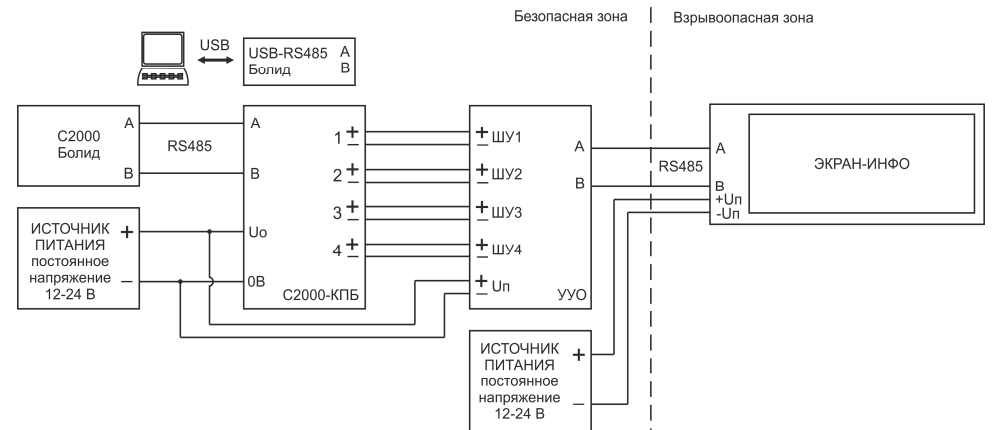 Безопасная зона
Взрывоопасная зона
USB
USB-RS485 A
Болид B
С2000
Болид
A
B
RS485
A
B
Uо
0В
С2000-КПБ
1 + −
2 + −
3 + −
4 + −
+ − ШУ1
+ − ШУ2
+ − ШУ3
+ − ШУ4
+ − Uп
УУО
A
B
RS485
A
B
+Uп
-Uп
ЭКРАН-ИНФО
ИСТОЧНИК +
ПИТАНИЯ
постоянное
напряжение −
12-24 В
ИСТОЧНИК +
ПИТАНИЯ
постоянное
напряжение −
12-24 В